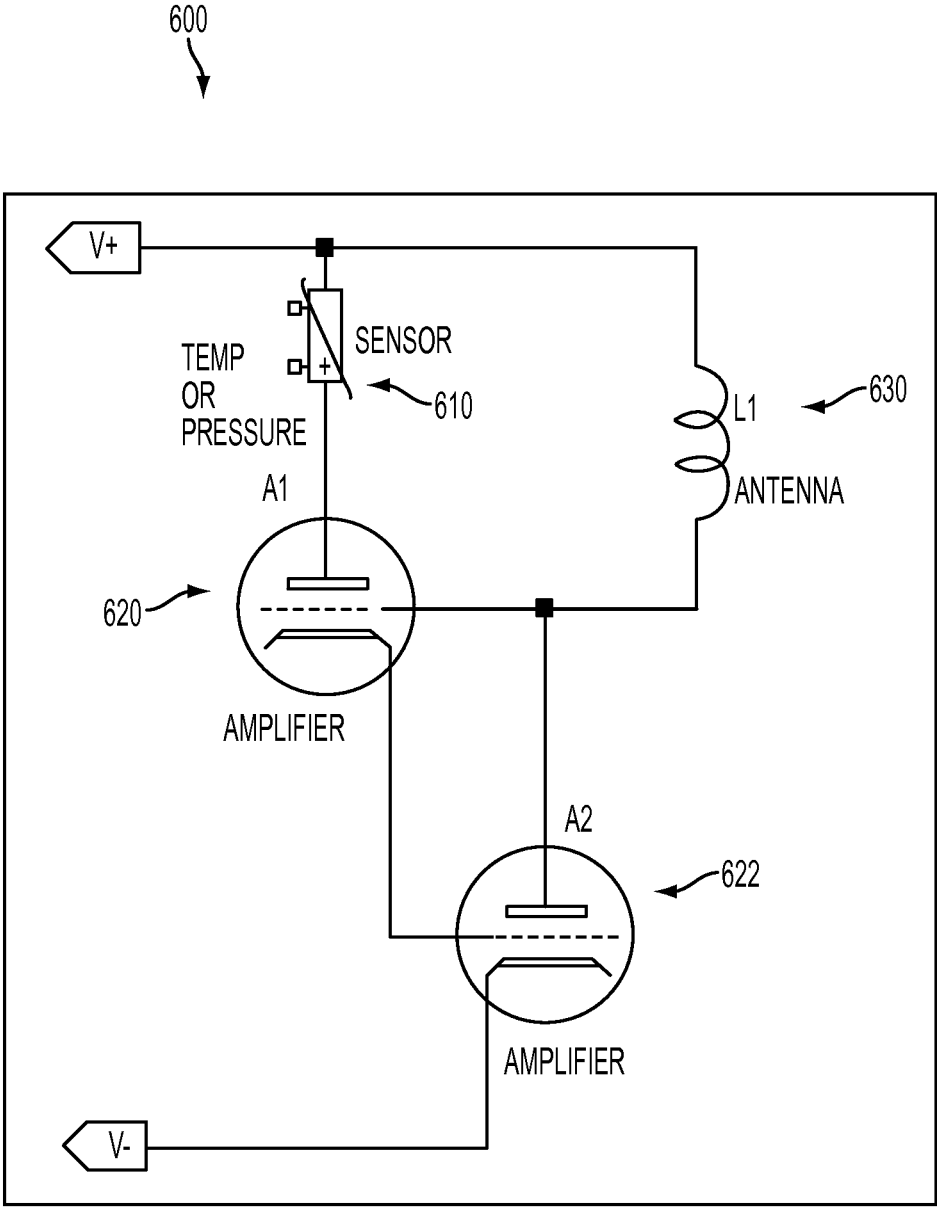 600
V+
+
SENSOR
TEMP
OR
PRESSURE
610
L1
630
A1
ANTENNA
620
AMPLIFIER
A2
622
AMPLIFIER
V-